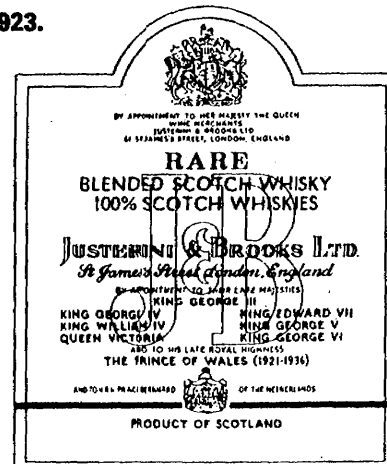 923.
BY APPOINTMENT TO HER MAJESTY THE QUEEN
WINE MERCHANTS
JUSTERINI & BROOKS LTD
61 ST JAMES'S STREET, LONDON, ENGLAND
RARE
BLENDED SCOTCH WHISKY
100% SCOTCH WHISKIES
J&B
JUSTERINI & BROOKS LTD.
St James's Street London, England
BY APPOINTMENT TO THEIR LATE MAJESTIES
KING GEORGE III
KING GEORGE IV KING EDWARD VII
KING WILLIAM IV KING GEORGE V
QUEEN VICTORIA KING GEORGE VI
AND TO HIS LATE ROYAL HIGHNESS
THE PRINCE OF WALES (1921-1936)
AND TO H.R.H. PRINCE BERNHARD OF THE NETHERLANDS
PRODUCT OF SCOTLAND